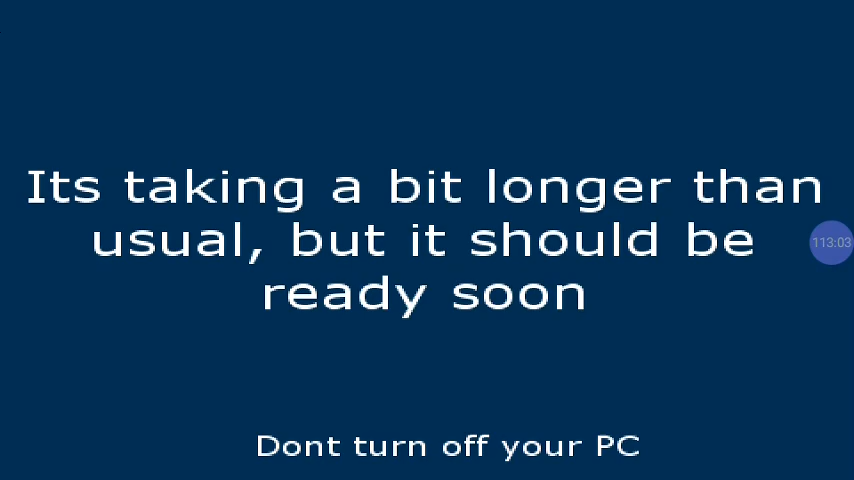 Its taking a bit longer than
usual, but it should be
ready soon
113:03
Dont turn off your PC